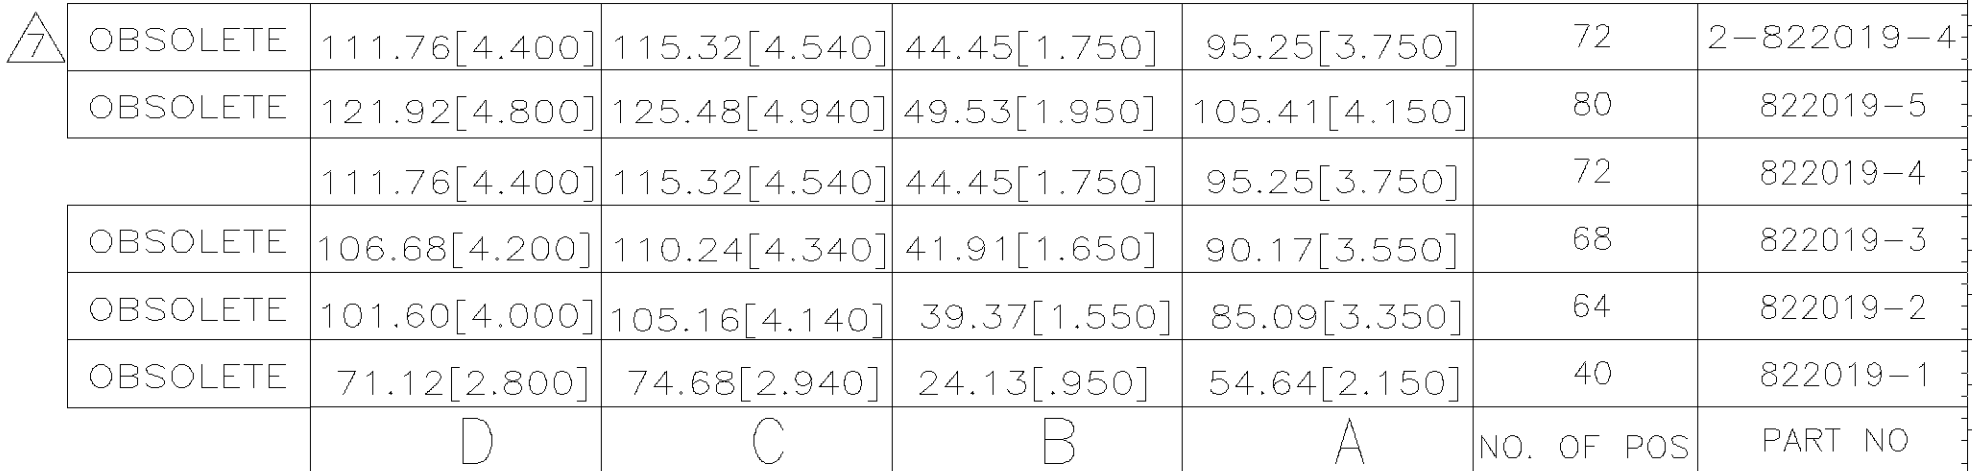 7 OBSOLETE 111.76[4.400] 115.32[4.540] 44.45[1.750] 95.25[3.750] 72 2-822019-4
OBSOLETE 121.92[4.800] 125.48[4.940] 49.53[1.950] 105.41[4.150] 80 822019-5
111.76[4.400] 115.32[4.540] 44.45[1.750] 95.25[3.750] 72 822019-4
OBSOLETE 106.68[4.200] 110.24[4.340] 41.91[1.650] 90.17[3.550] 68 822019-3
OBSOLETE 101.60[4.000] 105.16[4.140] 39.37[1.550] 85.09[3.350] 64 822019-2
OBSOLETE 71.12[2.800] 74.68[2.940] 24.13[.950] 54.64[2.150] 40 822019-1
D C B A NO. OF POS PART NO